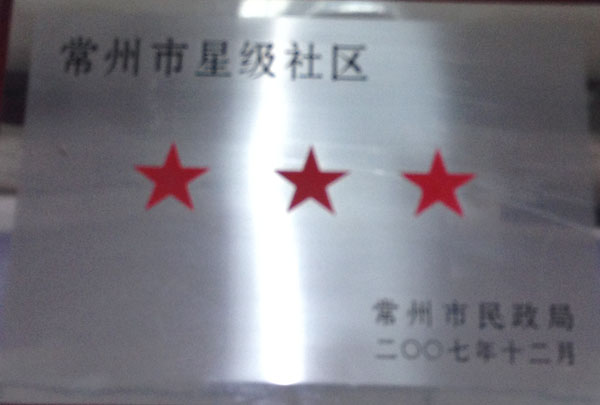 常州市星级社区
常州市民政局
二〇〇七年十二月